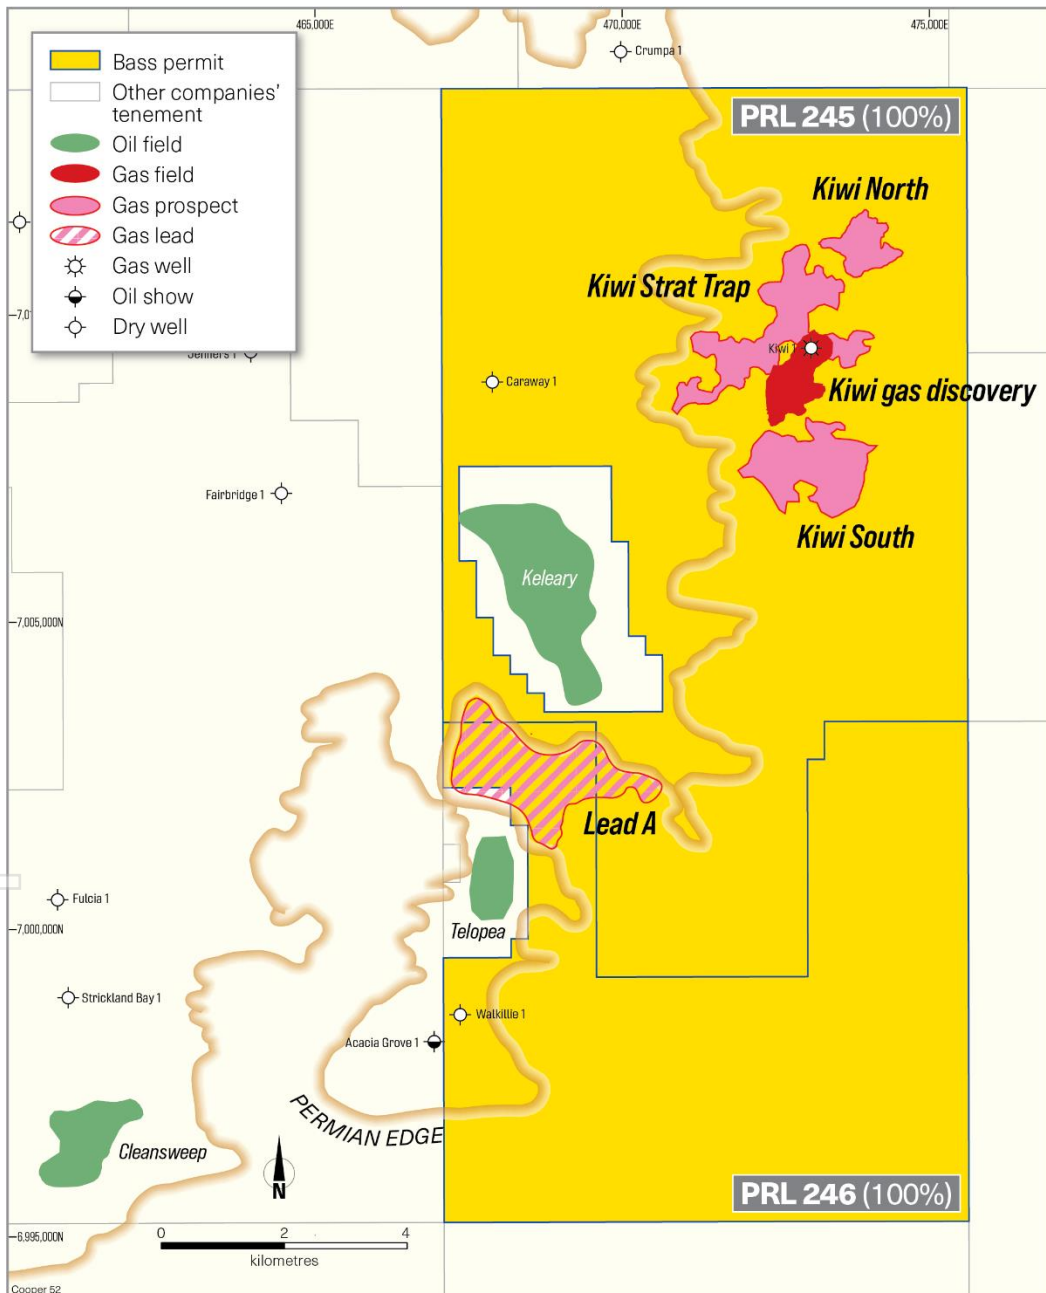 465,000E
470,000E
475,000E
Crumpa 1
Bass permit
Other companies'
tenement
Oil field
Gas field
Gas prospect
Gas lead
Gas well
Oil show
Dry well
PRL 245 (100%)
Kiwi North
Kiwi Strat Trap
Kiwi 1
Kiwi gas discovery
Caraway 1
Kiwi South
Fairbridge 1
Keleary
7,005,000N
Lead A
Fulcia 1
7,000,000N
Telopea
Strickland Bay 1
Walkillie 1
Acacia Grove 1
PERMIAN EDGE
Cleansweep
N
PRL 246 (100%)
6,995,000N
0 2 4
kilometres
Cooper 52